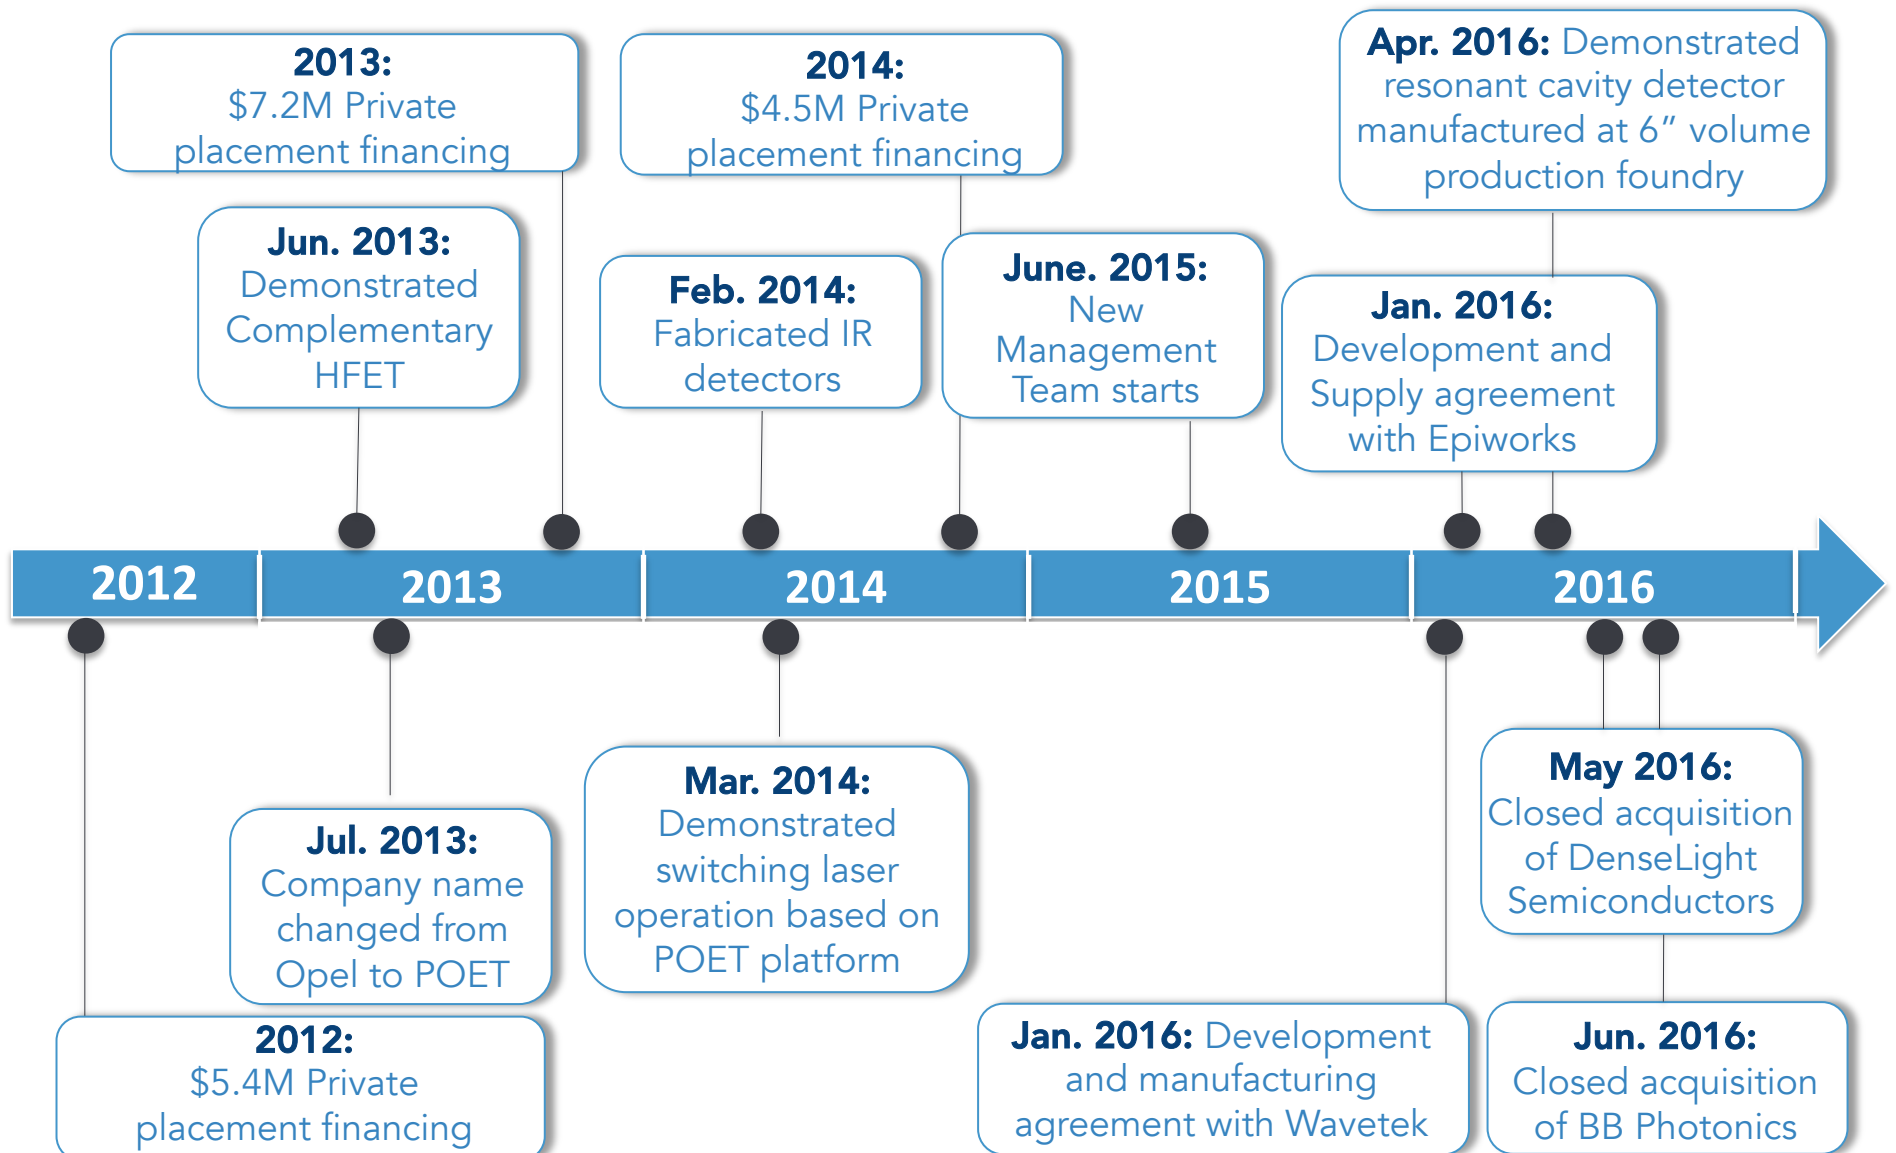 2013:
$7.2M Private
placement financing
2014:
$4.5M Private
placement financing
Apr. 2016: Demonstrated
resonant cavity detector
manufactured at 6” volume
production foundry
Jun. 2013:
Demonstrated
Complementary
HFET
Feb. 2014:
Fabricated IR
detectors
June. 2015:
New
Management
Team starts
Jan. 2016:
Development and
Supply agreement
with Epiworks
2012
2013
2014
2015
2016
Jul. 2013:
Company name
changed from
Opel to POET
Mar. 2014:
Demonstrated
switching laser
operation based on
POET platform
May 2016:
Closed acquisition
of DenseLight
Semiconductors
2012:
$5.4M Private
placement financing
Jan. 2016: Development
and manufacturing
agreement with Wavetek
Jun. 2016:
Closed acquisition
of BB Photonics